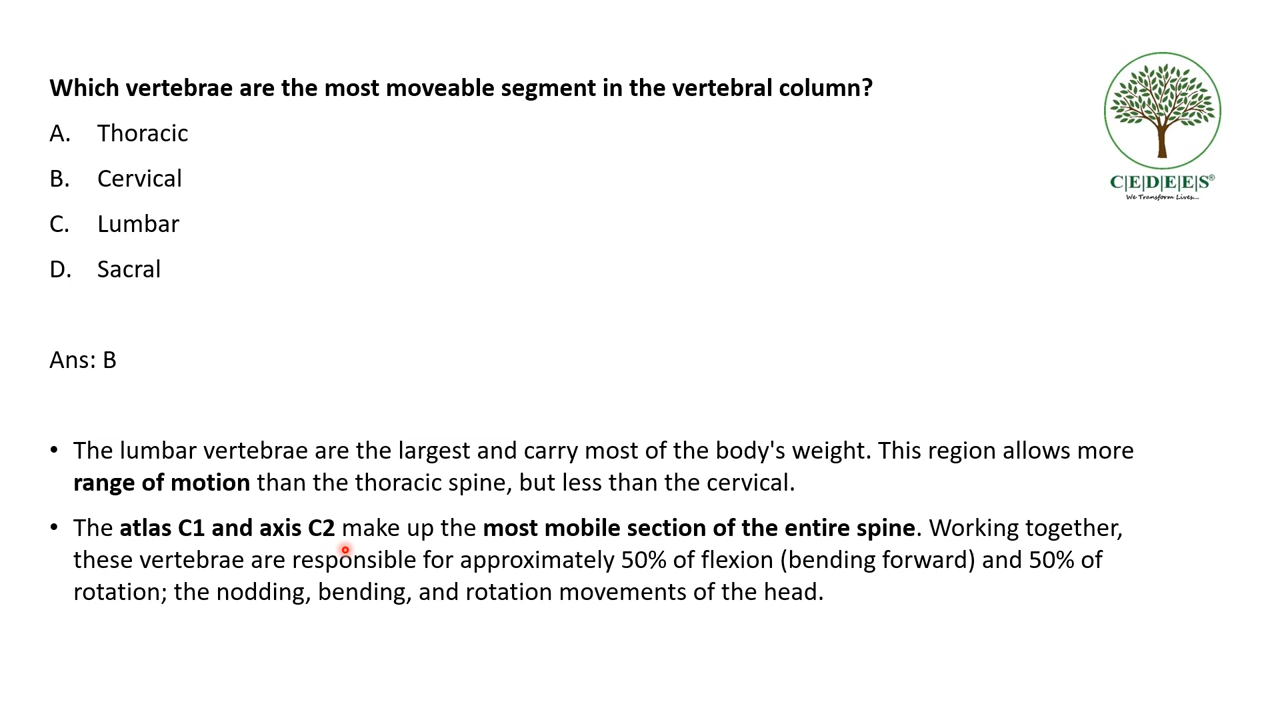 Which vertebrae are the most moveable segment in the vertebral column?
A. Thoracic
B. Cervical
C. Lumbar
D. Sacral
C|E|D|E|E|S®
We Transform Lives...
Ans: B
• The lumbar vertebrae are the largest and carry most of the body's weight. This region allows more
range of motion than the thoracic spine, but less than the cervical.
• The atlas C1 and axis C2 make up the most mobile section of the entire spine. Working together,
these vertebrae are responsible for approximately 50% of flexion (bending forward) and 50% of
rotation; the nodding, bending, and rotation movements of the head.